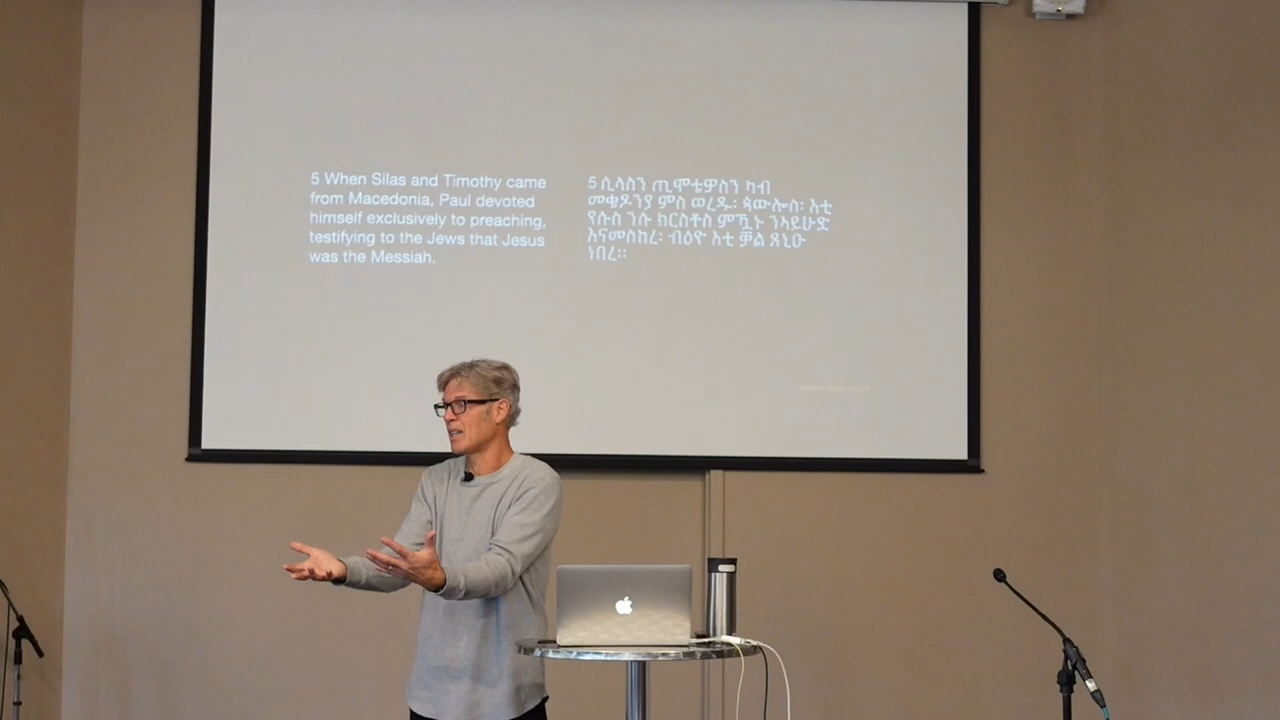 5 When Silas and Timothy came
from Macedonia, Paul devoted
himself exclusively to preaching,
testifying to the Jews that Jesus
was the Messiah.
5 ሲላስን ጢሞቴዎስን ካብ
መቄዶንያ ምስ ወረዱ፡ ጳውሎስ፡ እቲ
የሱስ ንሱ ክርስቶስ ምዃኑ ንኣይሁድ
እናመስከረ፡ ብዕዮ እቲ ቓል ጸኒዑ
ነበረ።